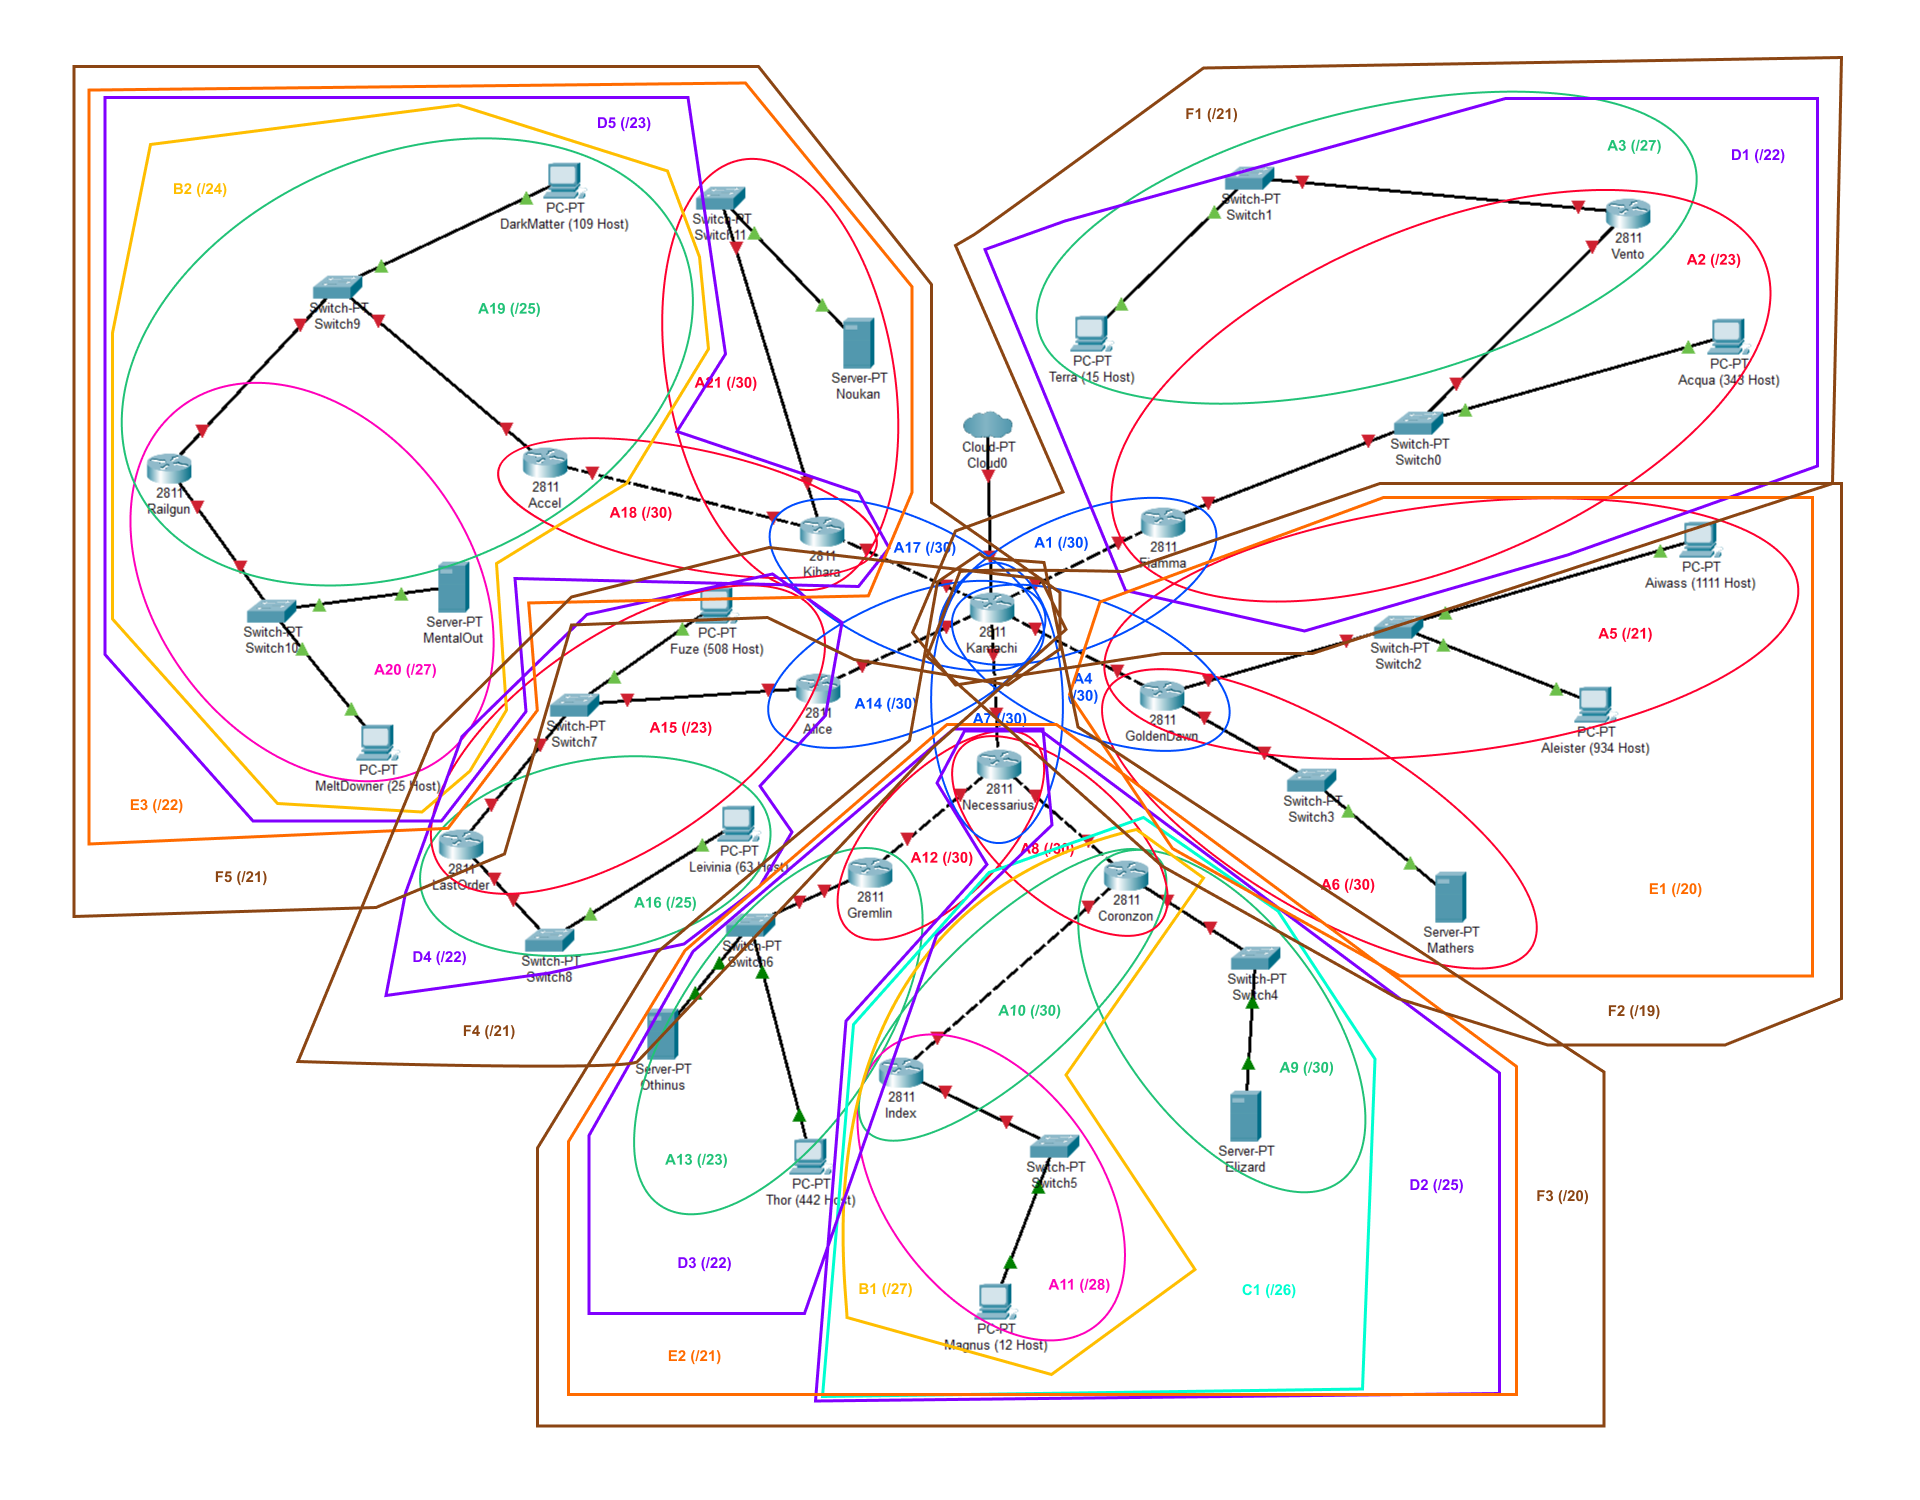 F1 (/21)
D5 (/23)
A3 (/27)
D1 (/22)
B2 (/24)
PC-PT
DarkMatter (109 Host)
Switch-PT
Switch11
Switch-PT
Switch1
2811
Vento
A2 (/23)
A19 (/25)
Switch-PT
Switch9
PC-PT
Terra (15 Host)
PC-PT
Acqua (343 Host)
A21 (/30)
Server-PT
Noukan
Cloud-PT
Cloud0
Switch-PT
Switch0
2811
Railgun
2811
Accel
A18 (/30)
A17 (/30)
A1 (/30)
2811
Kihara
2811
Fiamma
PC-PT
Aiwass (1111 Host)
Server-PT
MentalOut
Switch-PT
Switch10
PC-PT
Fuze (508 Host)
2811
Kamachi
A5 (/21)
Switch-PT
Switch2
A20 (/27)
A4
(/30)
A14 (/30)
A7 (/30)
2811
Alice
2811
GoldenDawn
A15 (/23)
Switch-PT
Switch7
PC-PT
Aleister (934 Host)
PC-PT
MeltDowner (25 Host)
2811
Necessarius
Switch-PT
Switch3
E3 (/22)
A12 (/30)
A8 (/30)
PC-PT
Leivinia (63 Host)
2811
LastOrder
F5 (/21)
A16 (/25)
2811
Gremlin
2811
Coronzon
A6 (/30)
E1 (/20)
Server-PT
Mathers
D4 (/22)
Switch-PT
Switch8
Switch-PT
Switch6
Switch-PT
Switch4
F4 (/21)
A10 (/30)
F2 (/19)
Server-PT
Othinus
2811
Index
A9 (/30)
A13 (/23)
PC-PT
Thor (442 Host)
Switch-PT
Switch5
Server-PT
Elizard
D2 (/25)
F3 (/20)
D3 (/22)
B1 (/27)
A11 (/28)
C1 (/26)
PC-PT
Magnus (12 Host)
E2 (/21)